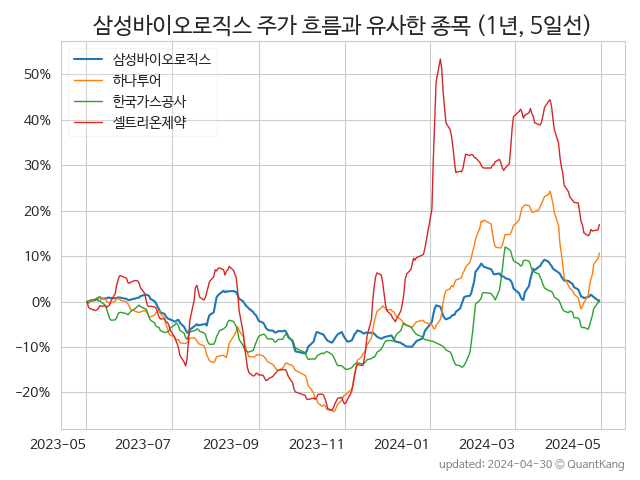 삼성바이오로직스 주가 흐름과 유사한 종목 (1년, 5일선)
삼성바이오로직스
하나투어
한국가스공사
셀트리온제약
50%
40%
30%
20%
10%
0%
−10%
−20%
2023-05
2023-07
2023-09
2023-11
2024-01
2024-03
2024-05
updated: 2024-04-30 © QuantKang